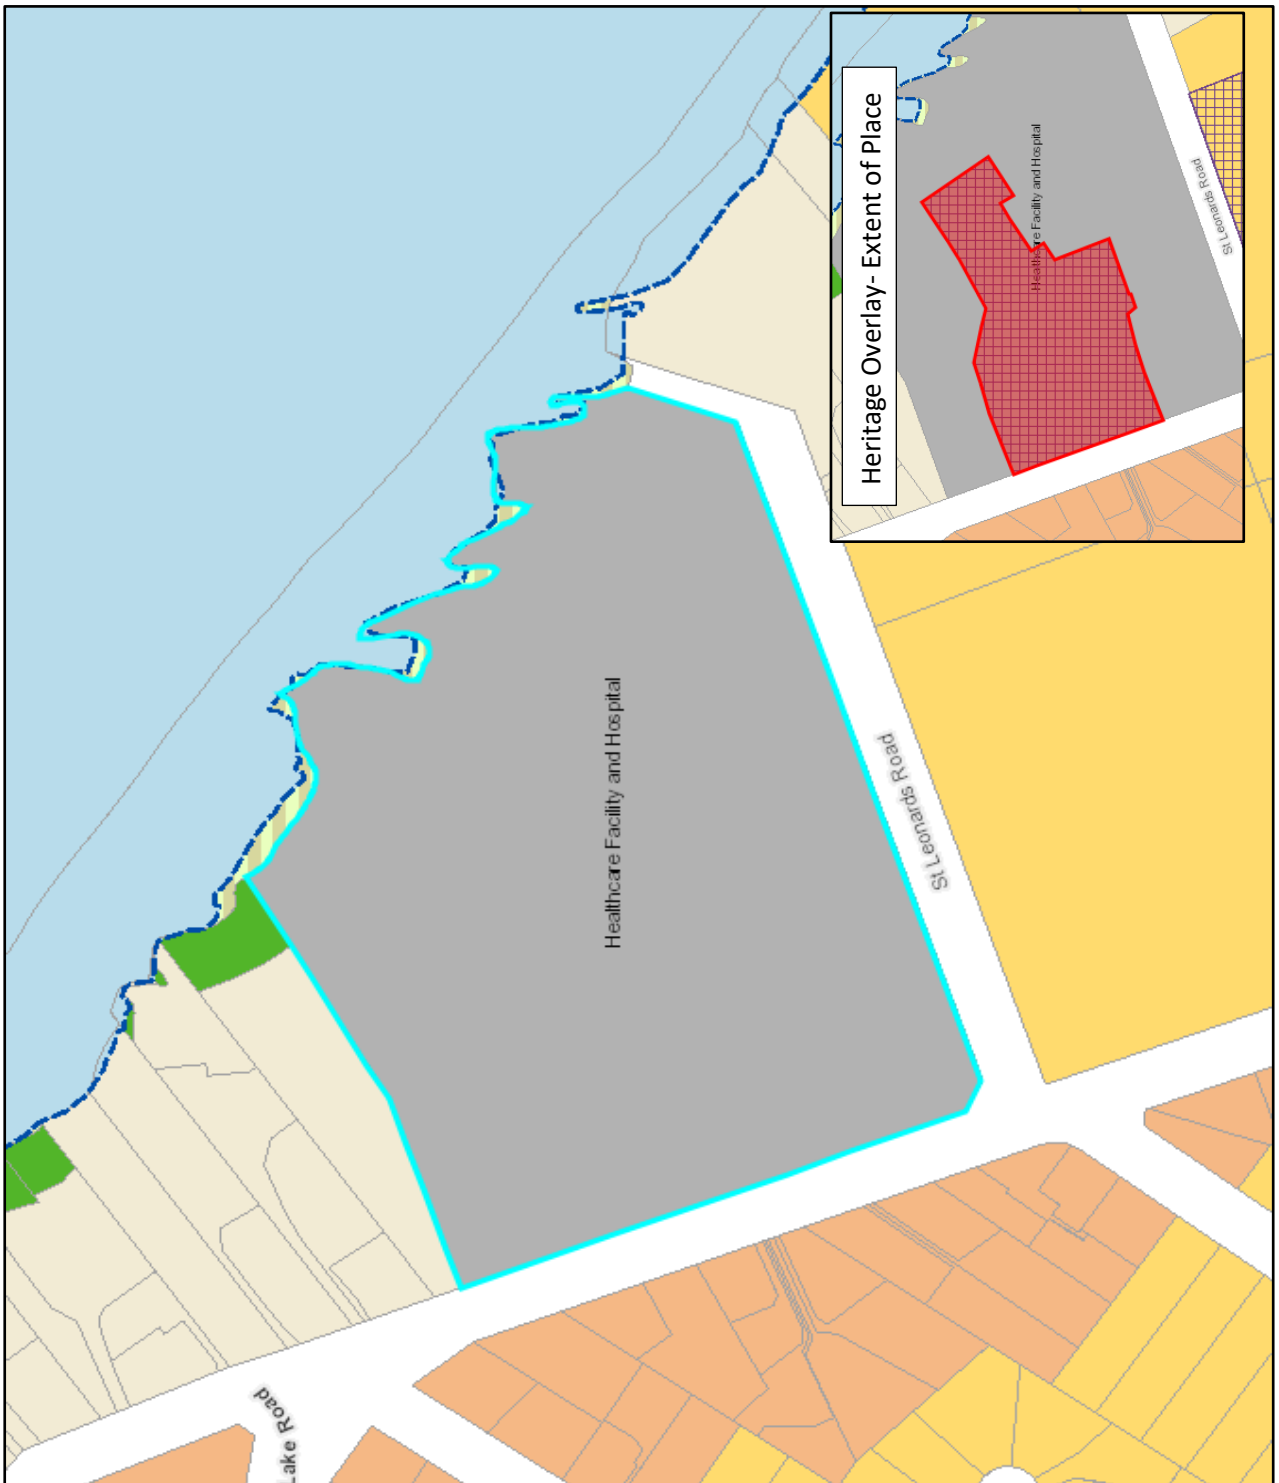 Heritage Overlay- Extent of Place
Healthcare Facility and Hospital
St Leonards Road
Healthcare Facility and Hospital
St Leonards Road
Lake Road